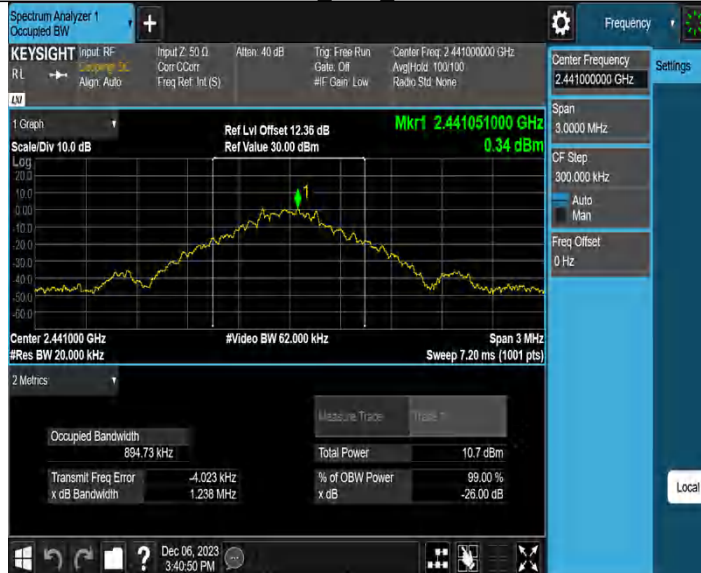 Spectrum Analyzer 1
Occupied BW
Frequency
KEYSIGHT
Input: RF
Coupling: DC
Align: Auto
RL
Input Z: 50 Ω
Corr CCorr
Freq Ref: Int (S)
Atten: 40 dB
Trig: Free Run
Gate: Off
#IF Gain: Low
Center Freq: 2.441000000 GHz
Avg|Hold: 100/100
Radio Std: None
Center Frequency
2.441000000 GHz
Settings
Span
3.0000 MHz
CF Step
300.000 kHz
Auto
Man
Freq Offset
0 Hz
Local
1 Graph
Scale/Div 10.0 dB
Ref Lvl Offset 12.36 dB
Ref Value 30.00 dBm
Mkr1 2.441051000 GHz
0.34 dBm
Log
20.0
10.0
0.00
-10.0
-20.0
-30.0
-40.0
-50.0
-60.0
1
Center 2.441000 GHz
#Res BW 20.000 kHz
#Video BW 62.000 kHz
Span 3 MHz
Sweep 7.20 ms (1001 pts)
2 Metrics
Measure Trace
Trace 1
Occupied Bandwidth
894.73 kHz
Total Power
10.7 dBm
Transmit Freq Error
-4.023 kHz
% of OBW Power
99.00 %
x dB Bandwidth
1.238 MHz
x dB
-26.00 dB
?
Dec 06, 2023
3:40:50 PM